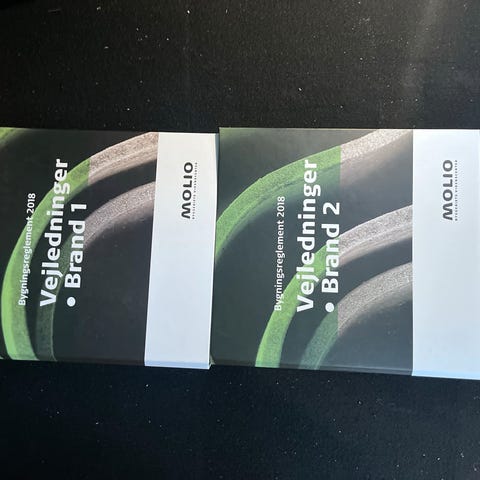 Bygningsreglement 2018
Vejledninger
• Brand 1
MOLIO
Bygningsreglement 2018
Vejledninger
• Brand 2
MOLIO